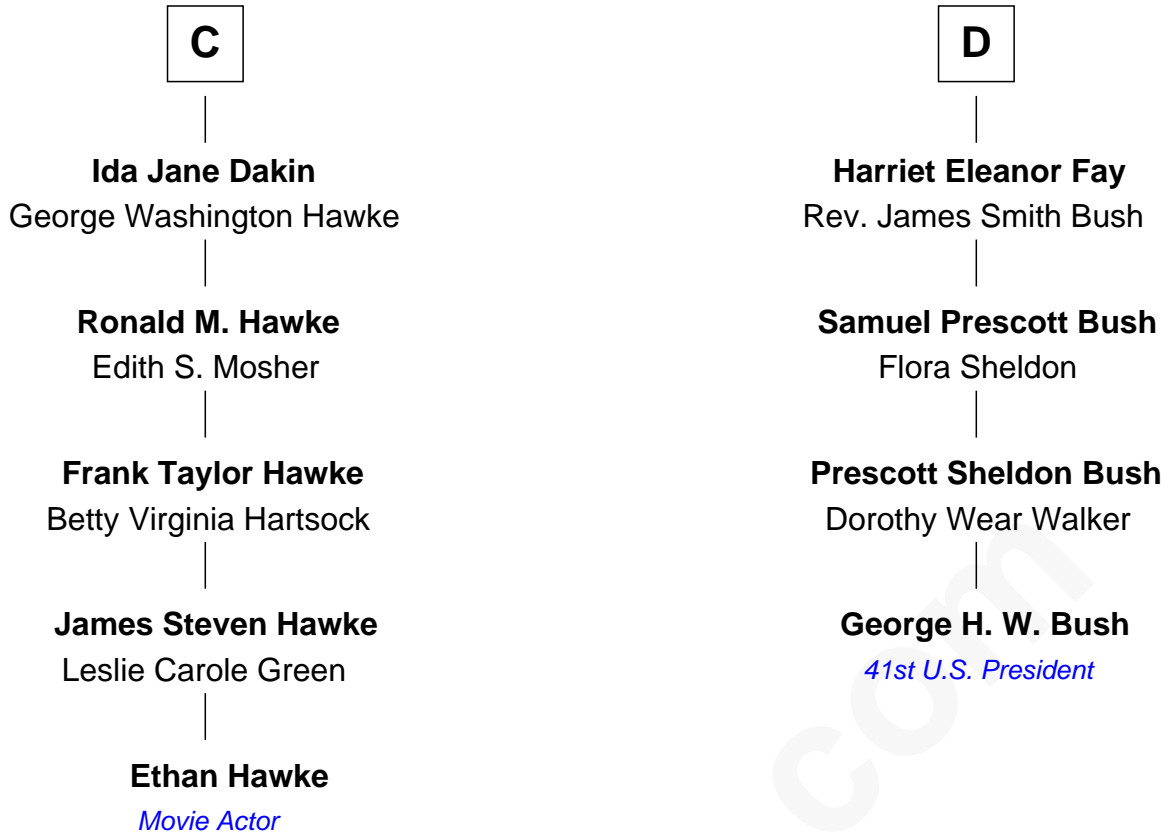 C
Ida Jane Dakin
George Washington Hawke
Ronald M. Hawke
Edith S. Mosher
Frank Taylor Hawke
Betty Virginia Hartsock
James Steven Hawke
Leslie Carole Green
Ethan Hawke
Movie Actor
D
Harriet Eleanor Fay
Rev. James Smith Bush
Samuel Prescott Bush
Flora Sheldon
Prescott Sheldon Bush
Dorothy Wear Walker
George H. W. Bush
41st U.S. President
com